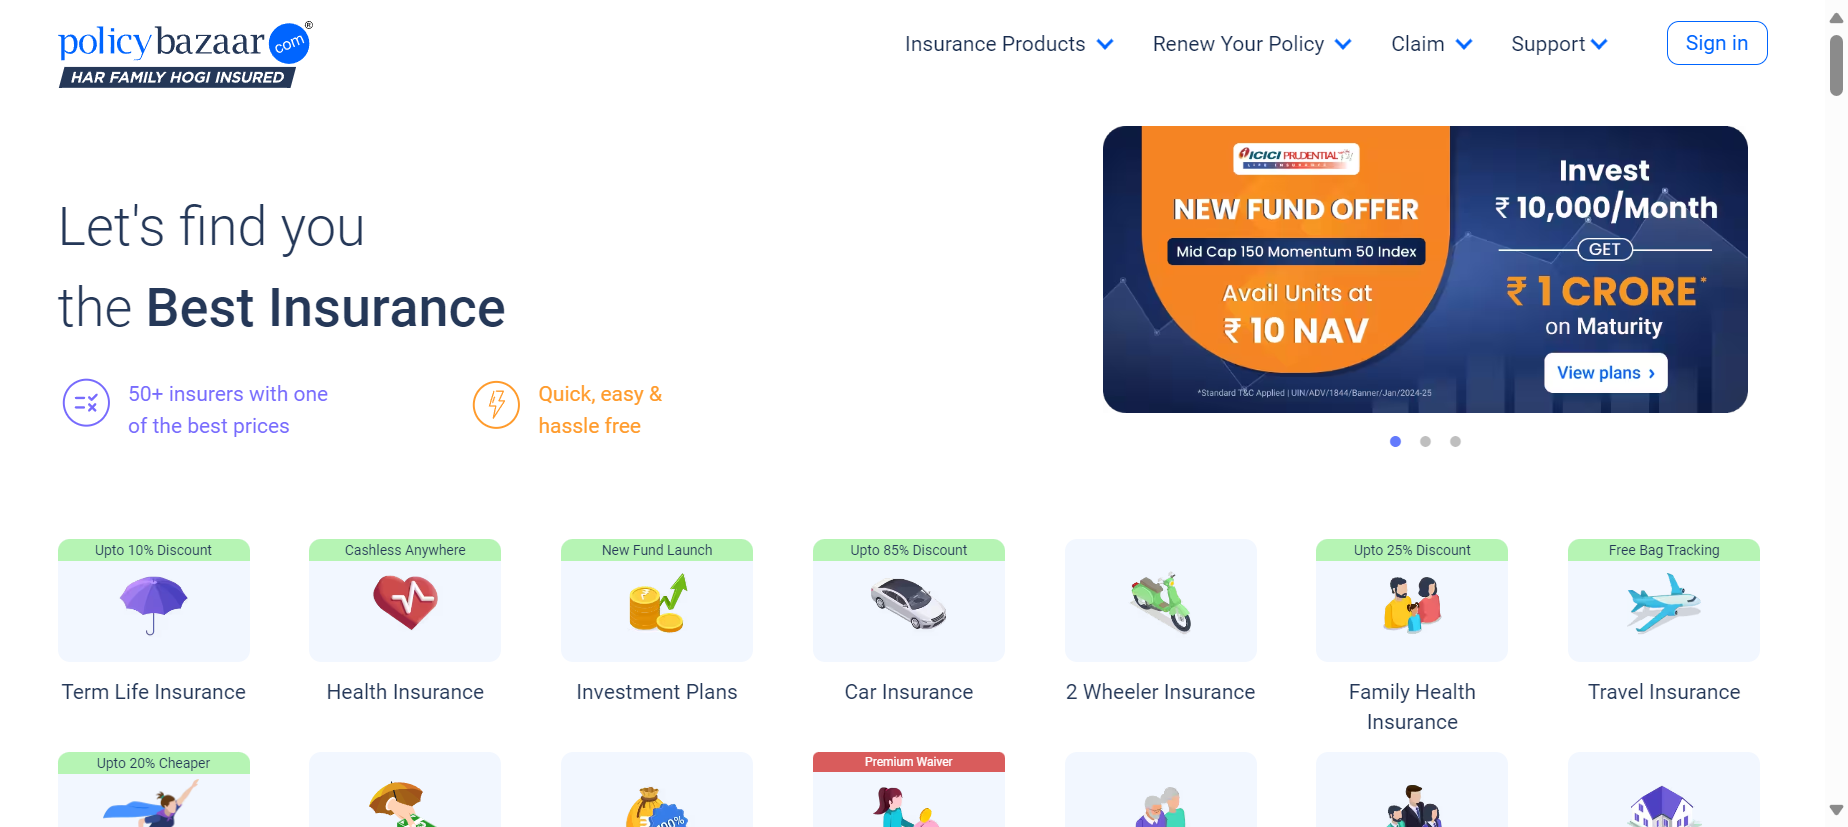 policybazaar com ®
HAR FAMILY HOGI INSURED
Insurance Products
Renew Your Policy
Claim
Support
Sign in
Let's find you
the Best Insurance
50+ insurers with one
of the best prices
Quick, easy &
hassle free
ICICI PRUDENTIAL
LIFE INSURANCE
NEW FUND OFFER
Mid Cap 150 Momentum 50 Index
Avail Units at
₹ 10 NAV
*Standard T&C Applied | UIN/ADV/1844/Banner/Jan/2024-25
Invest
₹ 10,000/Month
GET
₹ 1 CRORE*
on Maturity
View plans ›
Upto 10% Discount
Term Life Insurance
Cashless Anywhere
Health Insurance
New Fund Launch
Investment Plans
Upto 85% Discount
Car Insurance
2 Wheeler Insurance
Upto 25% Discount
Family Health
Insurance
Free Bag Tracking
Travel Insurance
Upto 20% Cheaper
100%
Premium Waiver